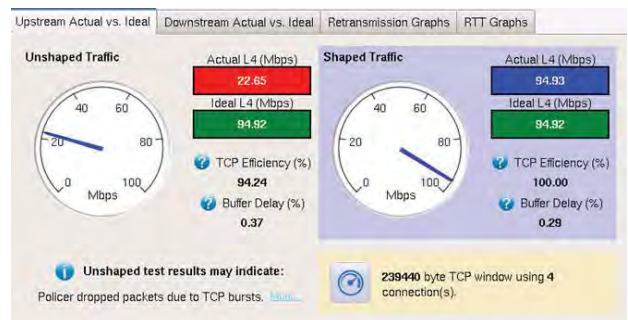 Upstream Actual vs. Ideal
Downstream Actual vs. Ideal
Retransmission Graphs
RTT Graphs
Unshaped Traffic
Actual L4 (Mbps)
22.65
Ideal L4 (Mbps)
94.92
TCP Efficiency (%)
94.24
Buffer Delay (%)
0.37
0
20
40
60
80
100
Mbps
Shaped Traffic
Actual L4 (Mbps)
94.93
Ideal L4 (Mbps)
94.92
TCP Efficiency (%)
100.00
Buffer Delay (%)
0.29
0
20
40
60
80
100
Mbps
Unshaped test results may indicate:
Policer dropped packets due to TCP bursts. More...
239440 byte TCP window using 4
connection(s).